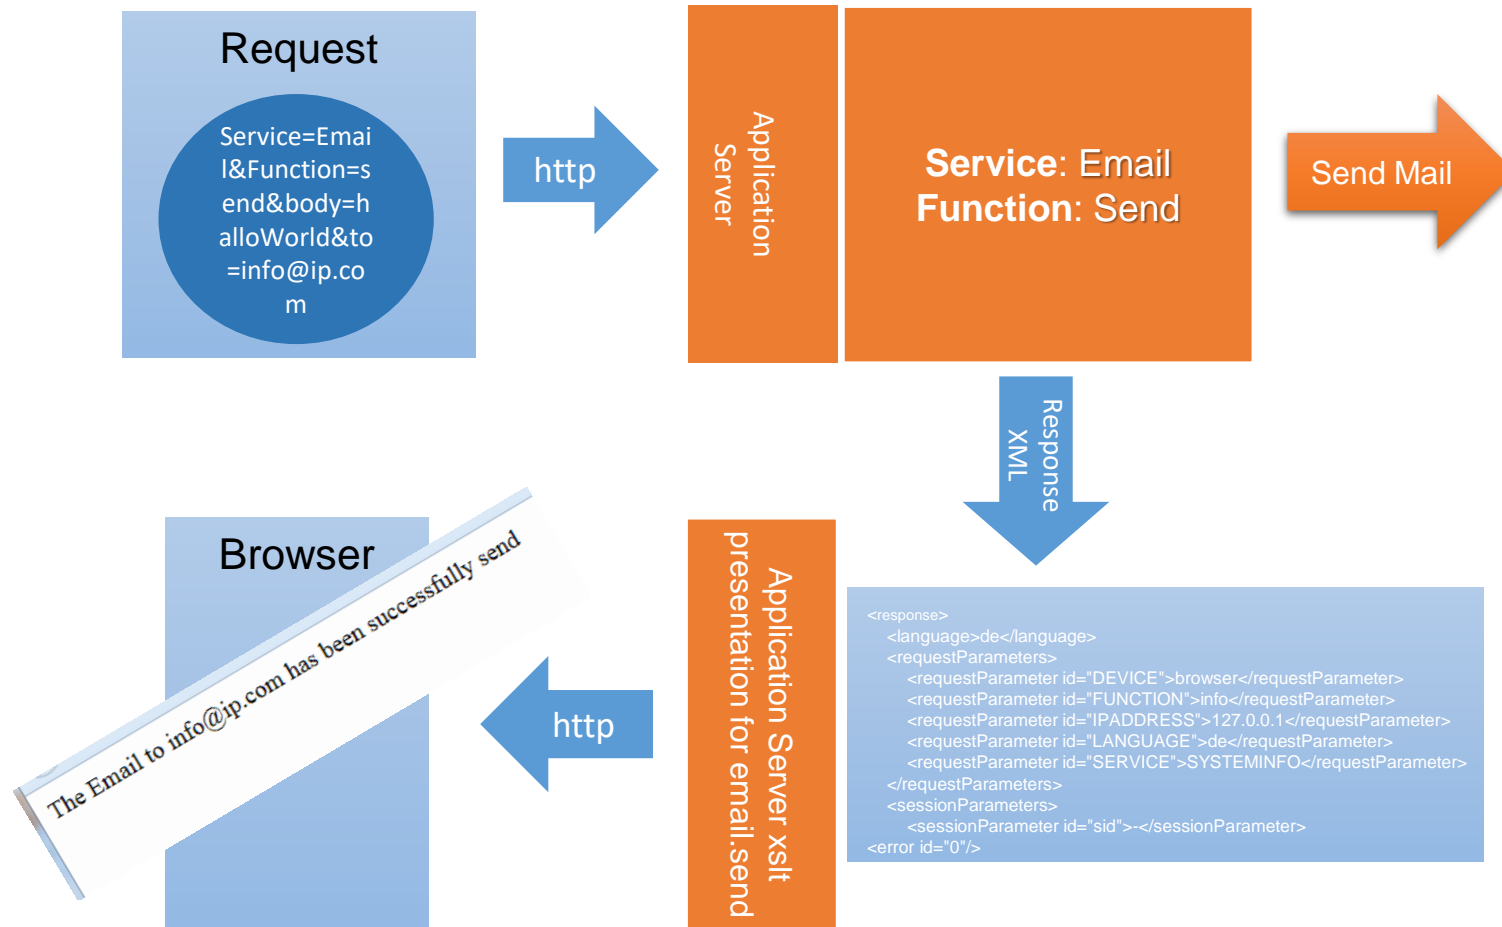 Request
Service=Emai
l&Function=s
end&body=h
alloWorld&to
=info@ip.co
m
http
Application
Server
Service: Email
Function: Send
Send Mail
Response
XML
Browser
The Email to info@ip.com has been successfully send
http
Application Server xslt
presentation for email.send
<response>
<language>de</language>
<requestParameters>
<requestParameter id="DEVICE">browser</requestParameter>
<requestParameter id="FUNCTION">info</requestParameter>
<requestParameter id="IPADDRESS">127.0.0.1</requestParameter>
<requestParameter id="LANGUAGE">de</requestParameter>
<requestParameter id="SERVICE">SYSTEMINFO</requestParameter>
</requestParameters>
<sessionParameters>
<sessionParameter id="sid">-</sessionParameter>
<error id="0"/>